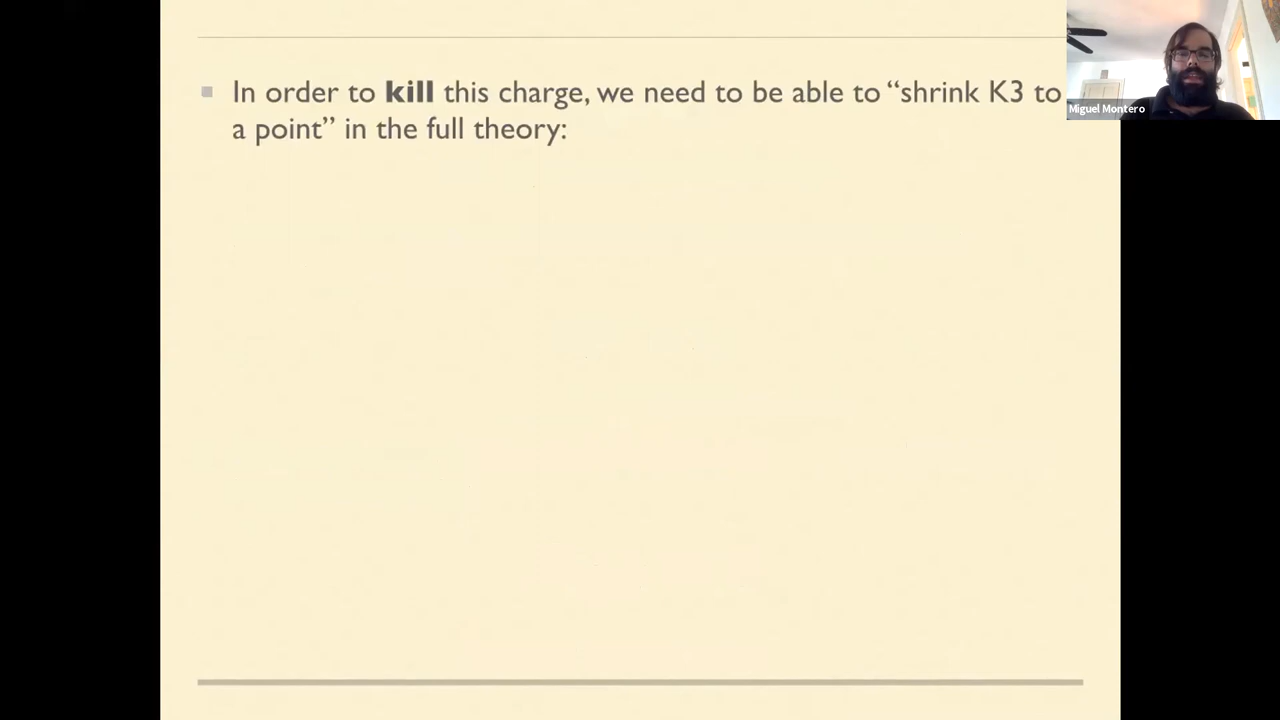 In order to kill this charge, we need to be able to “shrink K3 to
a point” in the full theory:
Miguel Montero